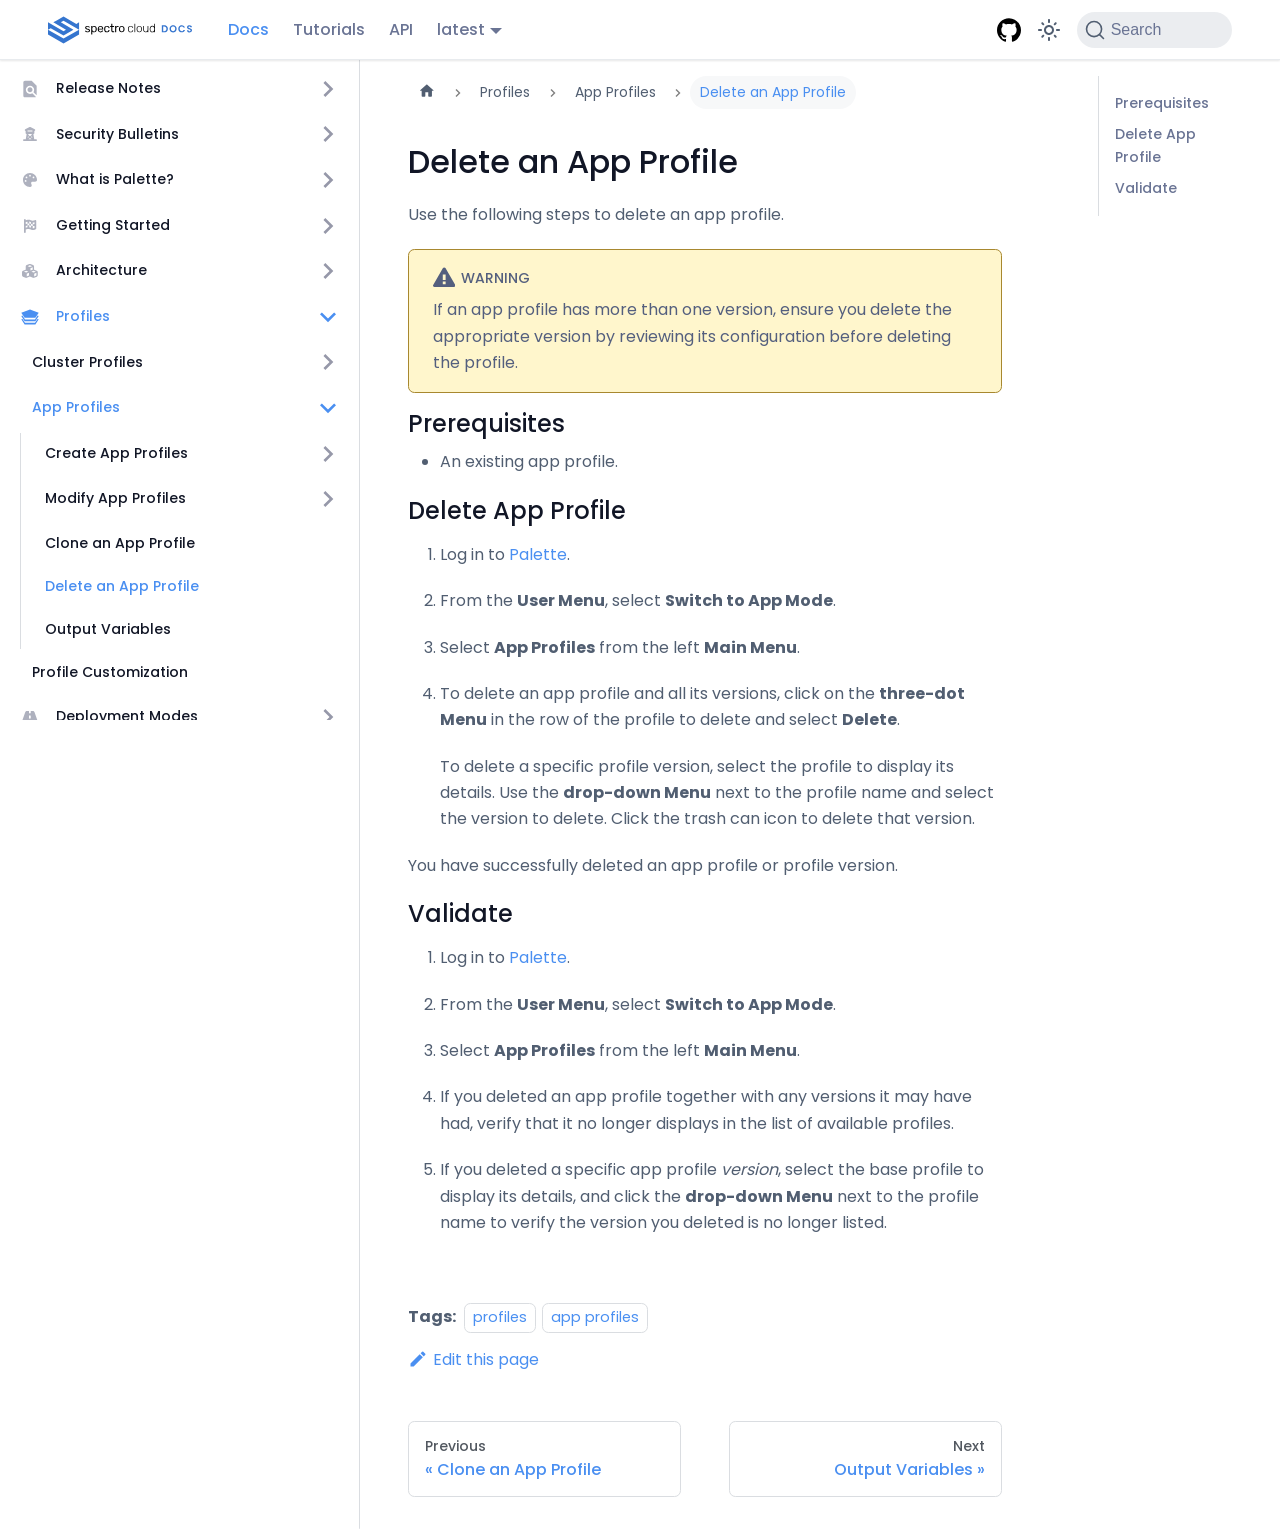 spectro cloud DOCS
Docs
Tutorials
API
latest
Search
Release Notes
Security Bulletins
What is Palette?
Getting Started
Architecture
Profiles
Cluster Profiles
App Profiles
Create App Profiles
Modify App Profiles
Clone an App Profile
Delete an App Profile
Output Variables
Profile Customization
Deployment Modes
Profiles
App Profiles
Delete an App Profile
Delete an App Profile
Use the following steps to delete an app profile.
WARNING
If an app profile has more than one version, ensure you delete the
appropriate version by reviewing its configuration before deleting
the profile.
Prerequisites
• An existing app profile.
Delete App Profile
1. Log in to Palette.
2. From the User Menu, select Switch to App Mode.
3. Select App Profiles from the left Main Menu.
4. To delete an app profile and all its versions, click on the three-dot
Menu in the row of the profile to delete and select Delete.
To delete a specific profile version, select the profile to display its
details. Use the drop-down Menu next to the profile name and select
the version to delete. Click the trash can icon to delete that version.
You have successfully deleted an app profile or profile version.
Validate
1. Log in to Palette.
2. From the User Menu, select Switch to App Mode.
3. Select App Profiles from the left Main Menu.
4. If you deleted an app profile together with any versions it may have
had, verify that it no longer displays in the list of available profiles.
5. If you deleted a specific app profile version, select the base profile to
display its details, and click the drop-down Menu next to the profile
name to verify the version you deleted is no longer listed.
Tags: profiles app profiles
Edit this page
Previous
« Clone an App Profile
Next
Output Variables »
Prerequisites
Delete App
Profile
Validate